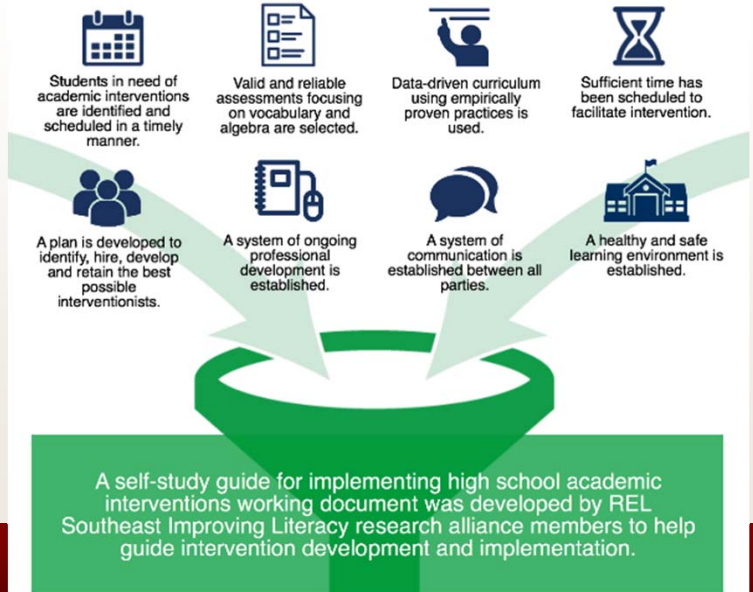 Students in need of
academic interventions
are identified and
scheduled in a timely
manner.
Valid and reliable
assessments focusing
on vocabulary and
algebra are selected.
Data-driven curriculum
using empirically
proven practices is
used.
Sufficient time has
been scheduled to
facilitate intervention.
A plan is developed to
identify, hire, develop
and retain the best
possible
interventionists.
A system of ongoing
professional
development is
established.
A system of
communication is
established between all
parties.
A healthy and safe
learning environment is
established.
A self-study guide for implementing high school academic
interventions working document was developed by REL
Southeast Improving Literacy research alliance members to help
guide intervention development and implementation.